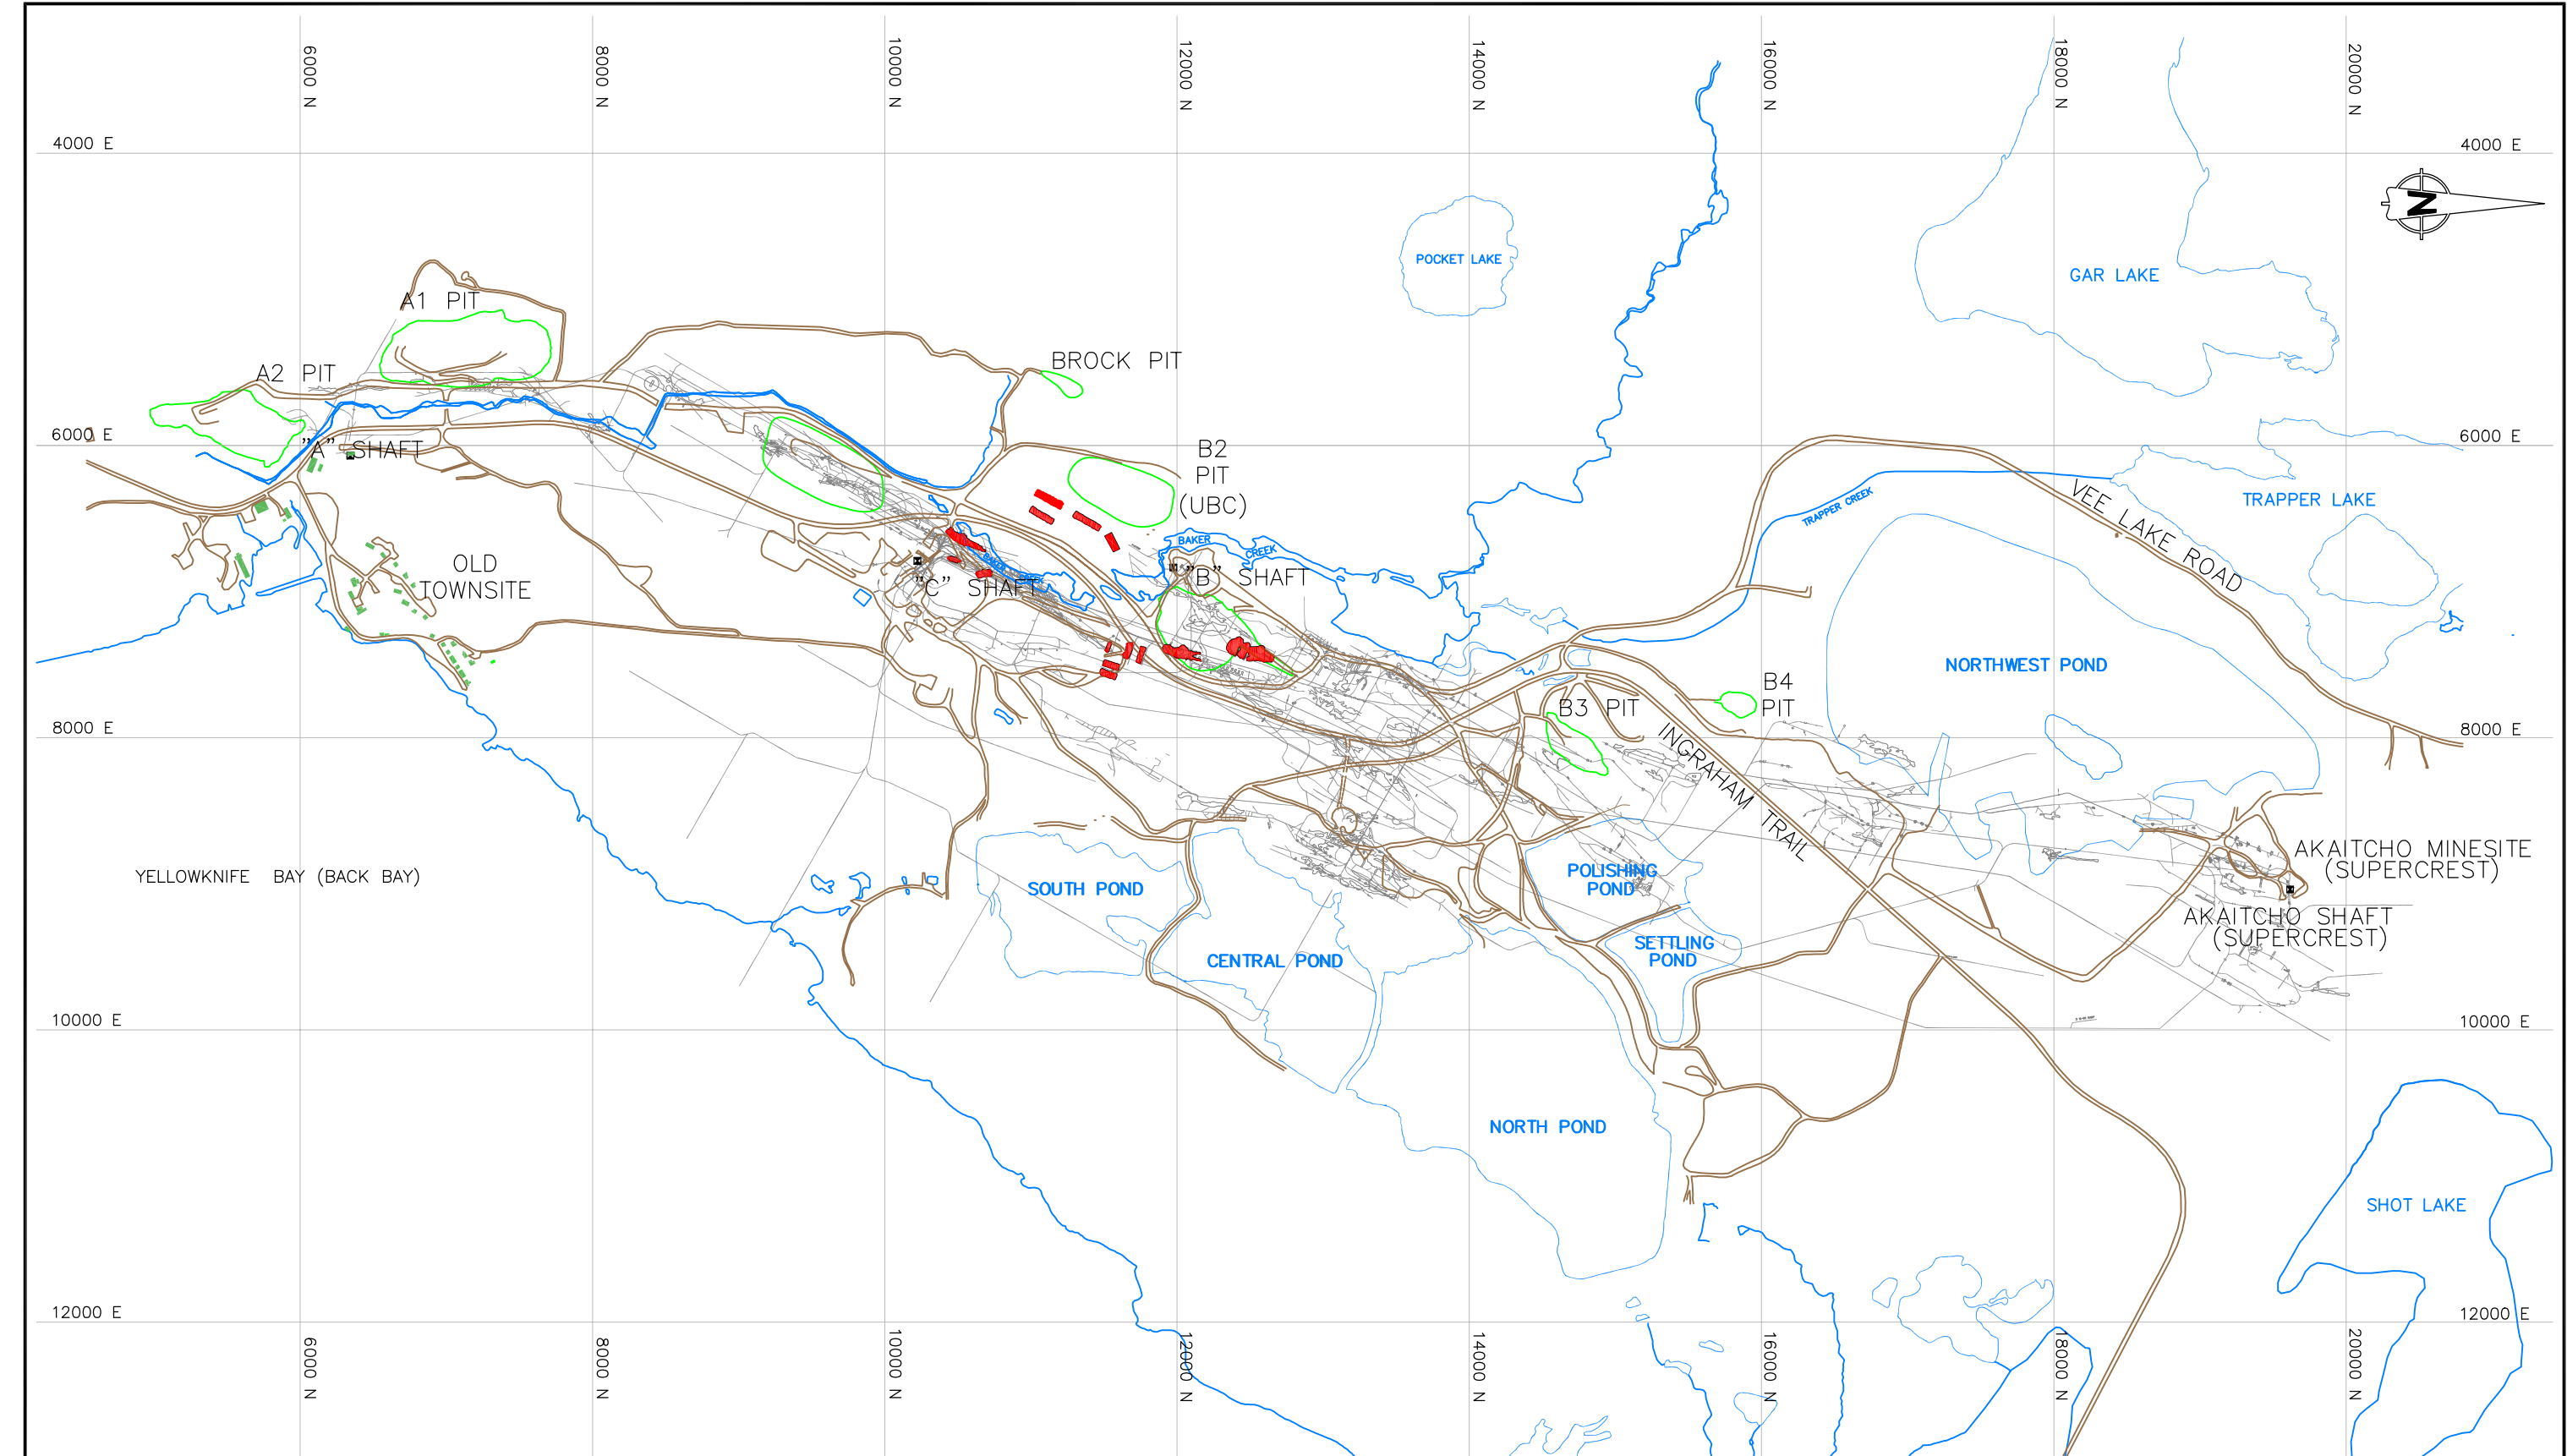 6000 N
8000 N
10000 N
12000 N
14000 N
16000 N
18000 N
20000 N
4000 E
4000 E
N
POCKET LAKE
GAR LAKE
A1 PIT
A2 PIT
BROCK PIT
6000 E
6000 E
"A" SHAFT
B2
PIT
(UBC)
TRAPPER LAKE
VEE LAKE ROAD
TRAPPER CREEK
BAKER
CREEK
OLD
TOWNSITE
BAKER CREEK
"C" SHAFT
"B" SHAFT
NORTHWEST POND
B4
PIT
B3 PIT
8000 E
8000 E
INGRAHAM TRAIL
AKAITCHO MINESITE
(SUPERCREST)
YELLOWKNIFE BAY (BACK BAY)
SOUTH POND
POLISHING
POND
AKAITCHO SHAFT
(SUPERCREST)
SETTLING
POND
CENTRAL POND
10000 E
10000 E
NORTH POND
SHOT LAKE
12000 E
12000 E
6000 N
8000 N
10000 N
12000 N
14000 N
16000 N
18000 N
20000 N